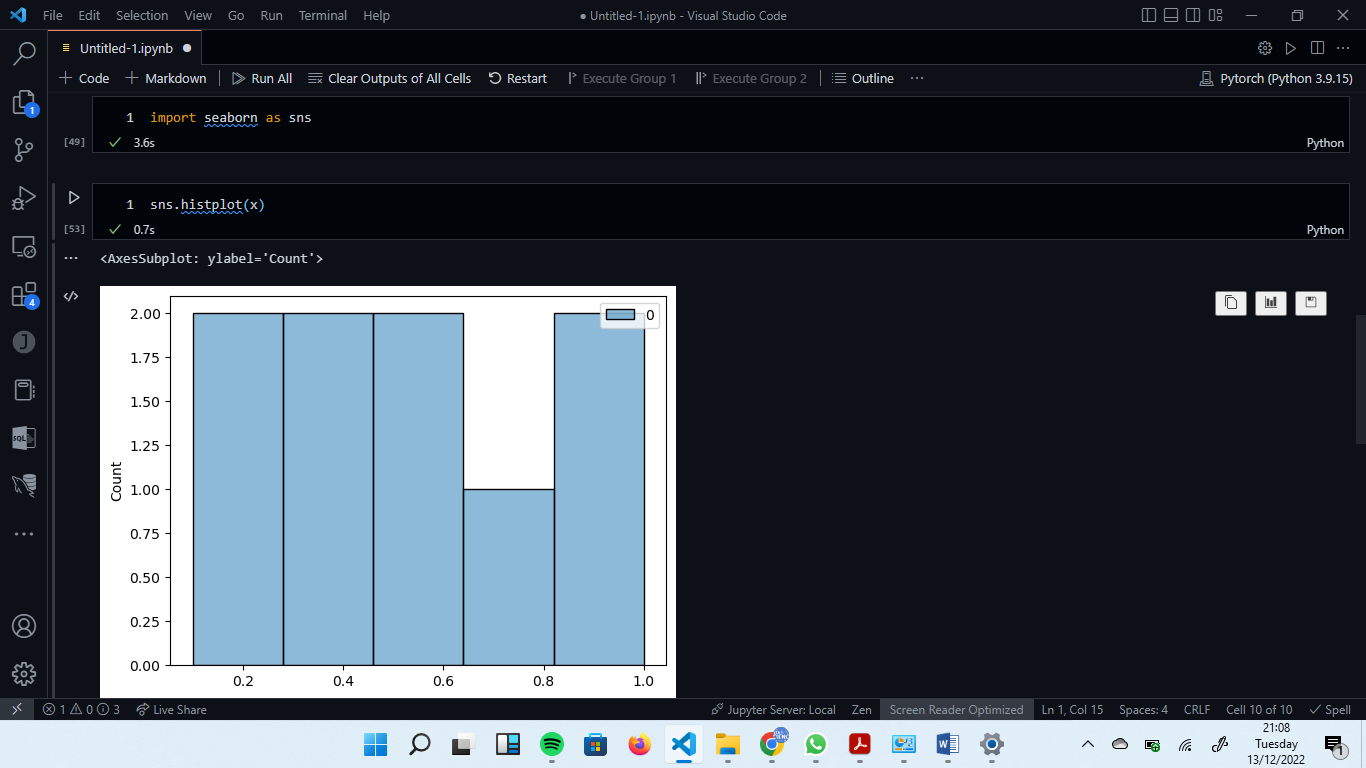 File Edit Selection View Go Run Terminal Help ● Untitled-1.ipynb - Visual Studio Code
Untitled-1.ipynb ●
Code Markdown Run All Clear Outputs of All Cells Restart Execute Group 1 Execute Group 2 Outline ... Pytorch (Python 3.9.15)
1 import seaborn as sns
[49] 3.6s Python
1 sns.histplot(x)
[53] 0.7s Python
<AxesSubplot: ylabel='Count'>
0
2.00
1.75
1.50
1.25
1.00
0.75
0.50
0.25
0.00
Count
0.2 0.4 0.6 0.8 1.0
1
4
J
SQL
1 0 3 Live Share Jupyter Server: Local Zen Screen Reader Optimized Ln 1, Col 15 Spaces: 4 CRLF Cell 10 of 10 Spell
21:08
Tuesday
13/12/2022
1